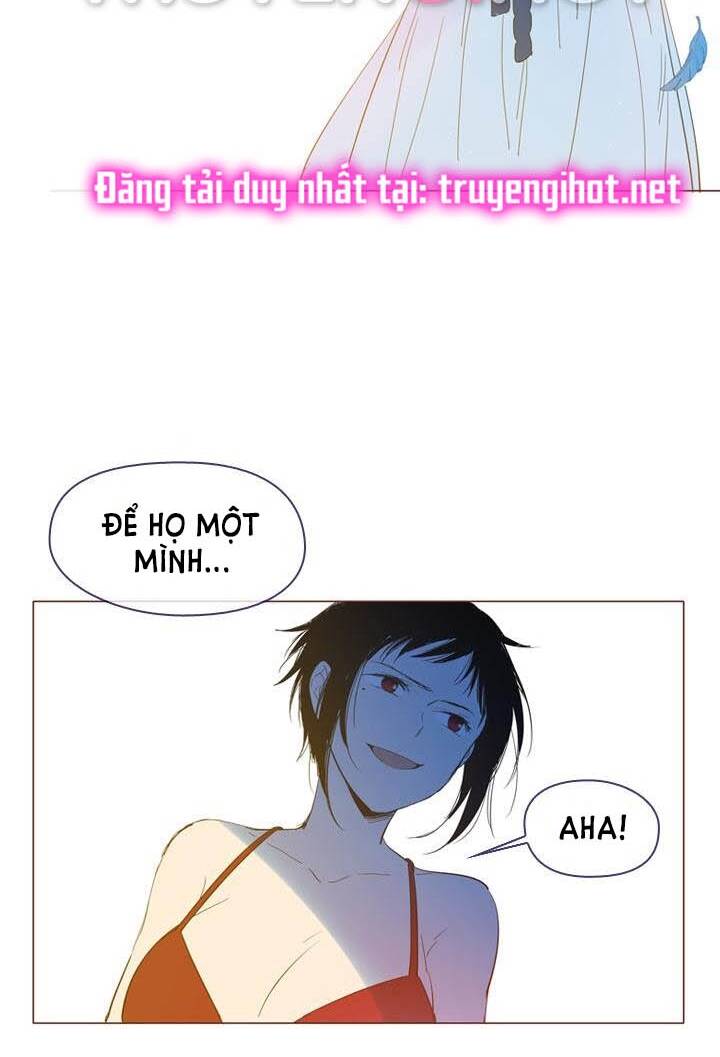 Đăng tải duy nhất tại: truyengihot.net
ĐỂ HỌ MỘT
MÌNH...
AHA!